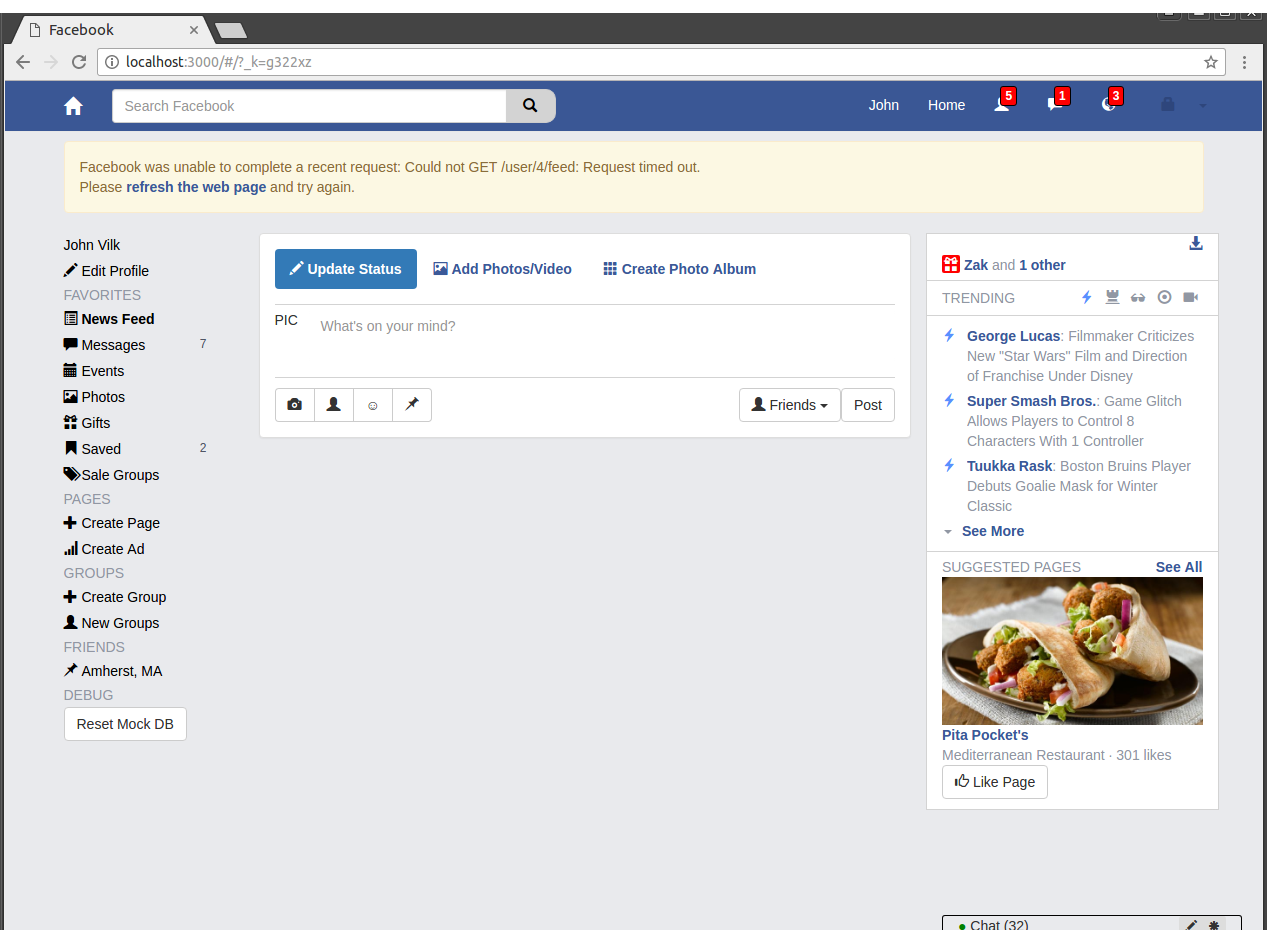 Facebook
localhost:3000/#/?_k=g322xz
Search Facebook
John
Home
5
1
3
Facebook was unable to complete a recent request: Could not GET /user/4/feed: Request timed out.
Please refresh the web page and try again.
John Vilk
Edit Profile
FAVORITES
News Feed
Messages 7
Events
Photos
Gifts
Saved 2
Sale Groups
PAGES
Create Page
Create Ad
GROUPS
Create Group
New Groups
FRIENDS
Amherst, MA
DEBUG
Reset Mock DB
Update Status
Add Photos/Video
Create Photo Album
PIC
What's on your mind?
Friends
Post
Zak and 1 other
TRENDING
George Lucas: Filmmaker Criticizes
New "Star Wars" Film and Direction
of Franchise Under Disney
Super Smash Bros.: Game Glitch
Allows Players to Control 8
Characters With 1 Controller
Tuukka Rask: Boston Bruins Player
Debuts Goalie Mask for Winter
Classic
See More
SUGGESTED PAGES
See All
Pita Pocket's
Mediterranean Restaurant · 301 likes
Like Page
Chat (32)